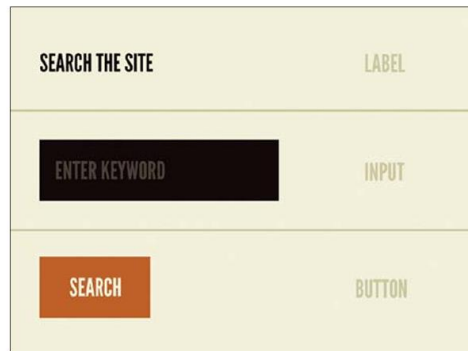 SEARCH THE SITE LABEL
ENTER KEYWORD INPUT
SEARCH BUTTON